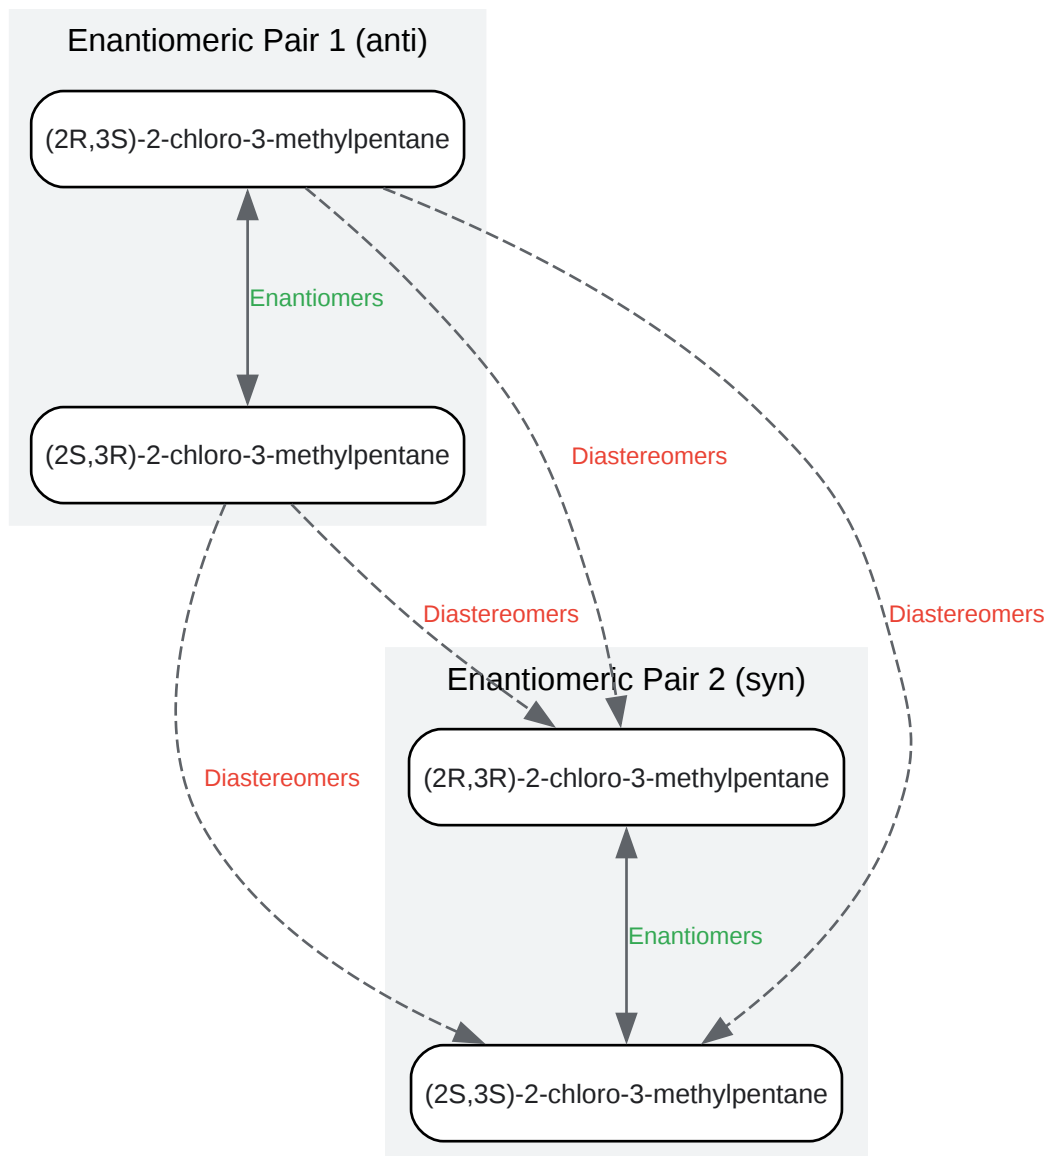 Enantiomeric Pair 1 (anti)
(2R,3S)-2-chloro-3-methylpentane
Enantiomers
(2S,3R)-2-chloro-3-methylpentane
Diastereomers
Diastereomers
Diastereomers
Enantiomeric Pair 2 (syn)
(2R,3R)-2-chloro-3-methylpentane
Diastereomers
Enantiomers
(2S,3S)-2-chloro-3-methylpentane